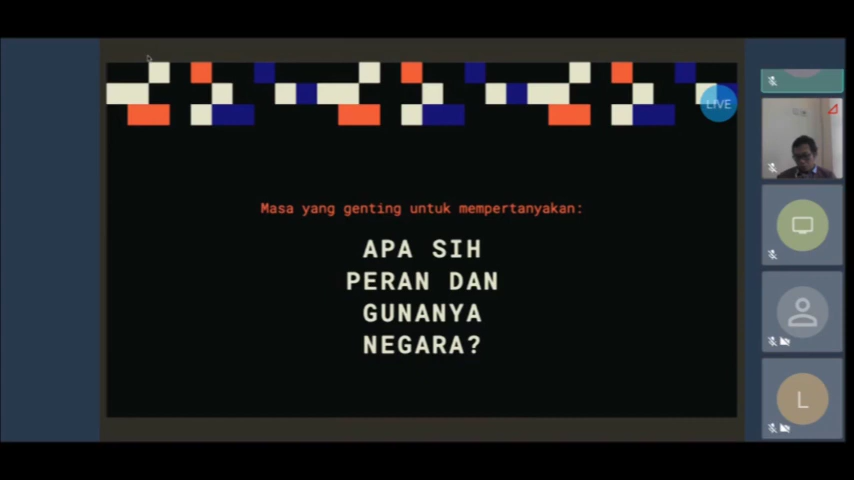 LIVE
Masa yang genting untuk mempertanyakan:
APA SIH
PERAN DAN
GUNANYA
NEGARA?
L